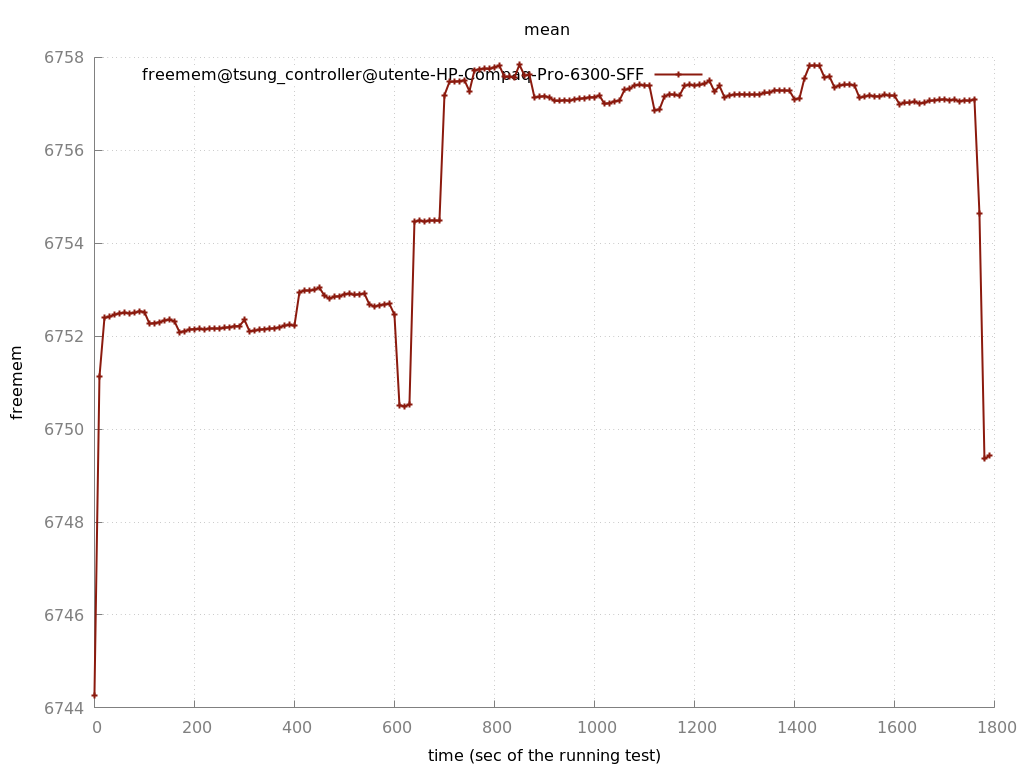 mean
6758
freemem@tsung_controller@utente-HP-Compaq-Pro-6300-SFF
6756
6754
6752
6750
6748
6746
6744
freemem
0 200 400 600 800 1000 1200 1400 1600 1800
time (sec of the running test)